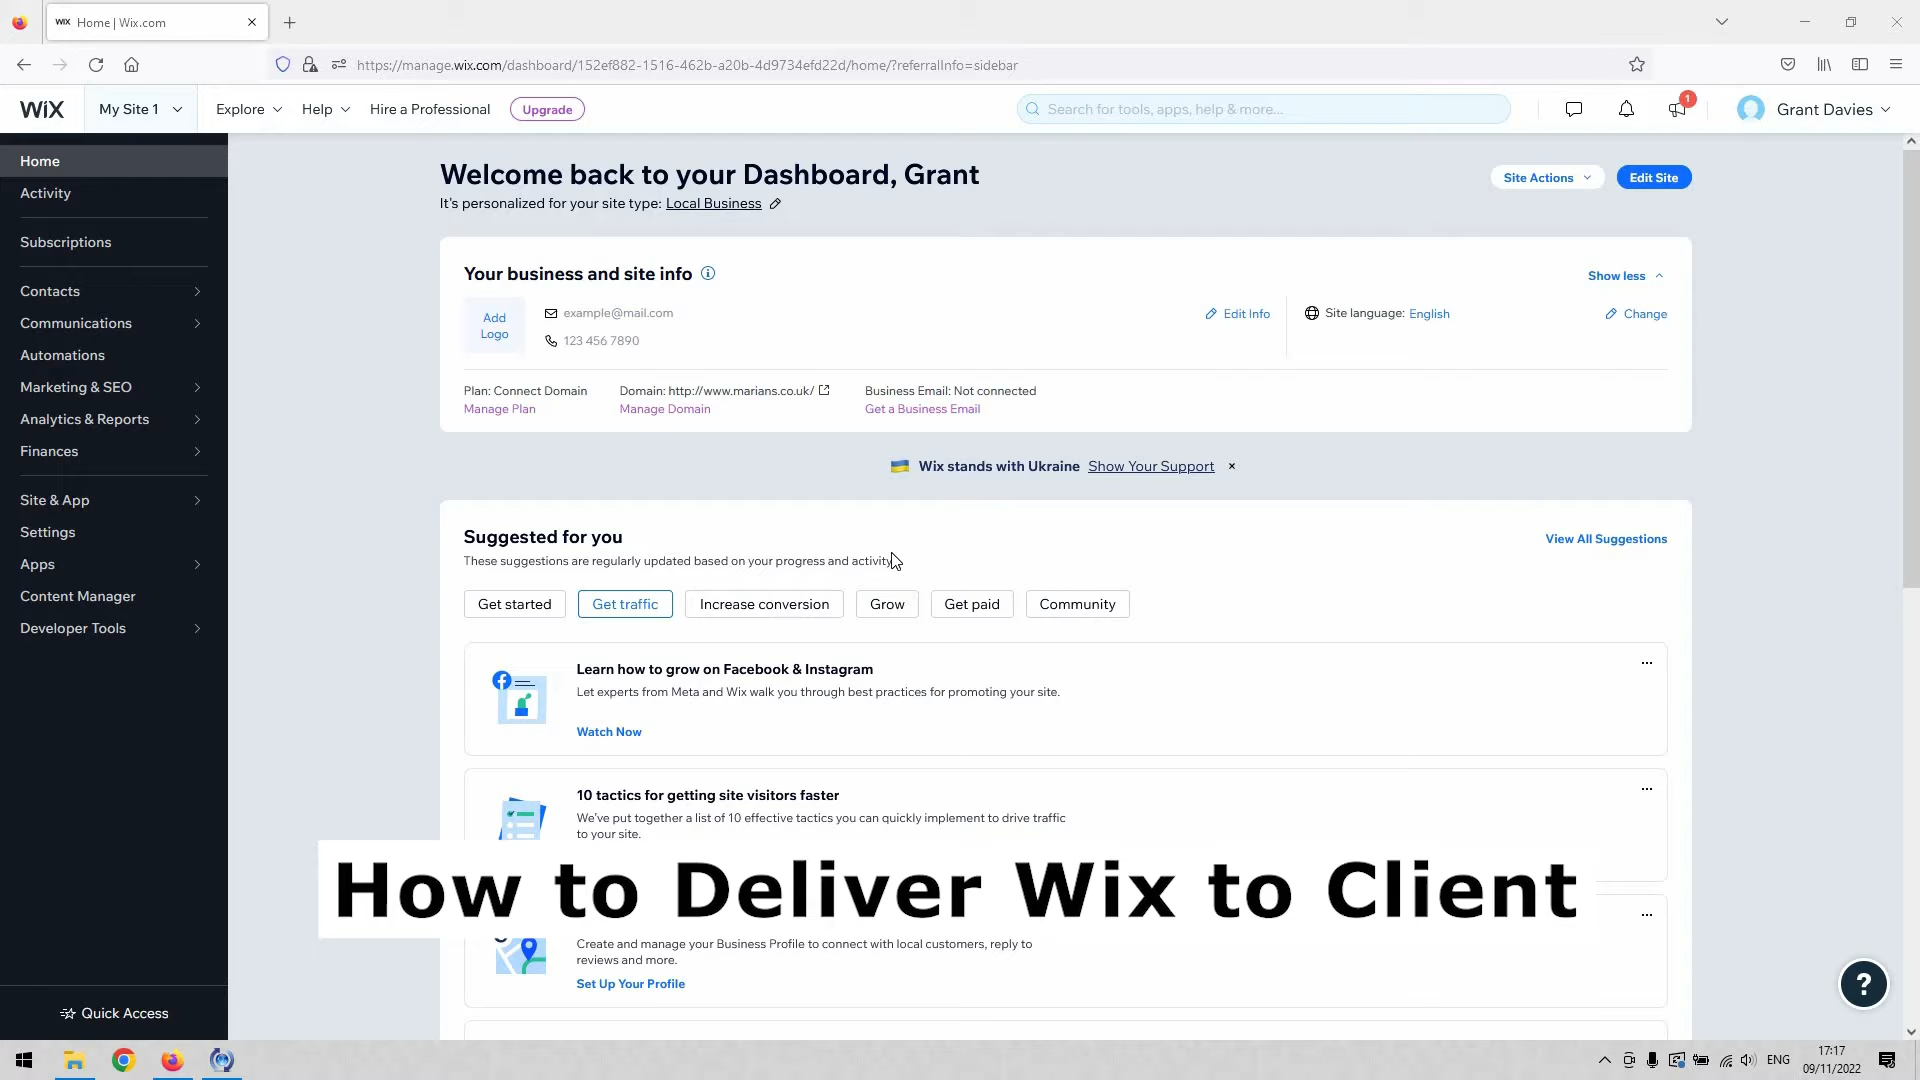 WiX Home | Wix.com
https://manage.wix.com/dashboard/152ef882-1516-462b-a20b-4d9734efd22d/home/?referralInfo=sidebar
WiX
My Site 1
Explore
Help
Hire a Professional
Upgrade
Search for tools, apps, help & more...
1
Grant Davies
Home
Activity
Subscriptions
Contacts
Communications
Automations
Marketing & SEO
Analytics & Reports
Finances
Site & App
Settings
Apps
Content Manager
Developer Tools
Quick Access
Welcome back to your Dashboard, Grant
It's personalized for your site type: Local Business
Site Actions
Edit Site
Your business and site info
Show less
Add
Logo
example@mail.com
123 456 7890
Edit Info
Site language: English
Change
Plan: Connect Domain
Manage Plan
Domain: http://www.marians.co.uk/
Manage Domain
Business Email: Not connected
Get a Business Email
Wix stands with Ukraine Show Your Support
Suggested for you
These suggestions are regularly updated based on your progress and activity
View All Suggestions
Get started
Get traffic
Increase conversion
Grow
Get paid
Community
Learn how to grow on Facebook & Instagram
Let experts from Meta and Wix walk you through best practices for promoting your site.
Watch Now
10 tactics for getting site visitors faster
We've put together a list of 10 effective tactics you can quickly implement to drive traffic
to your site.
How to Deliver Wix to Client
Create and manage your Business Profile to connect with local customers, reply to
reviews and more.
Set Up Your Profile
?
ENG
17:17
09/11/2022